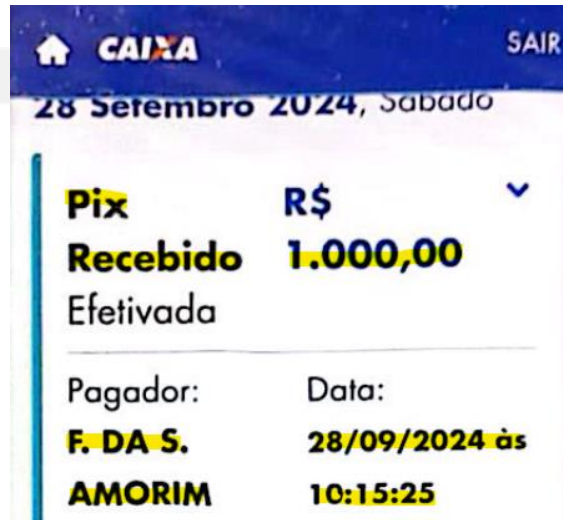 CAIXA SAIR
28 Setembro 2024, Sábado
Pix R$
Recebido 1.000,00
Efetivada
Pagador: Data:
F. DA S. 28/09/2024 às
AMORIM 10:15:25